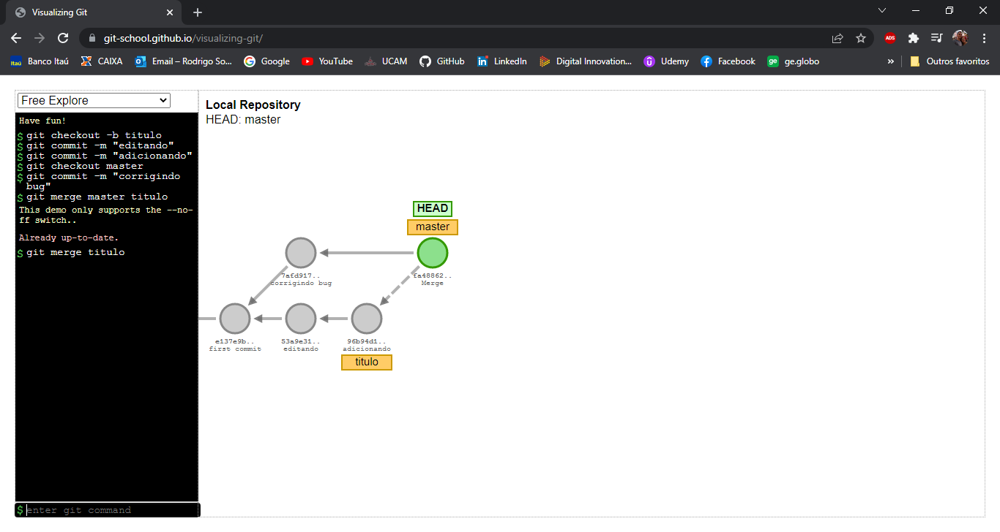 Visualizing Git
git-school.github.io/visualizing-git/
ADS
Itaú Banco Itaú CAIXA Email – Rodrigo So... Google YouTube UCAM GitHub LinkedIn Digital Innovation... Udemy Facebook ge ge.globo » Outros favoritos
Free Explore
Have fun!
$ git checkout -b titulo
$ git commit -m "editando"
$ git commit -m "adicionando"
$ git checkout master
$ git commit -m "corrigindo
bug"
$ git merge master titulo
This demo only supports the --no-
ff switch..
Already up-to-date.
$ git merge titulo
$ enter git command
Local Repository
HEAD: master
HEAD
master
7afd917..
corrigindo bug
fa48862..
Merge
e137e9b..
first commit
53a9e31..
editando
96b94d1..
adicionando
titulo